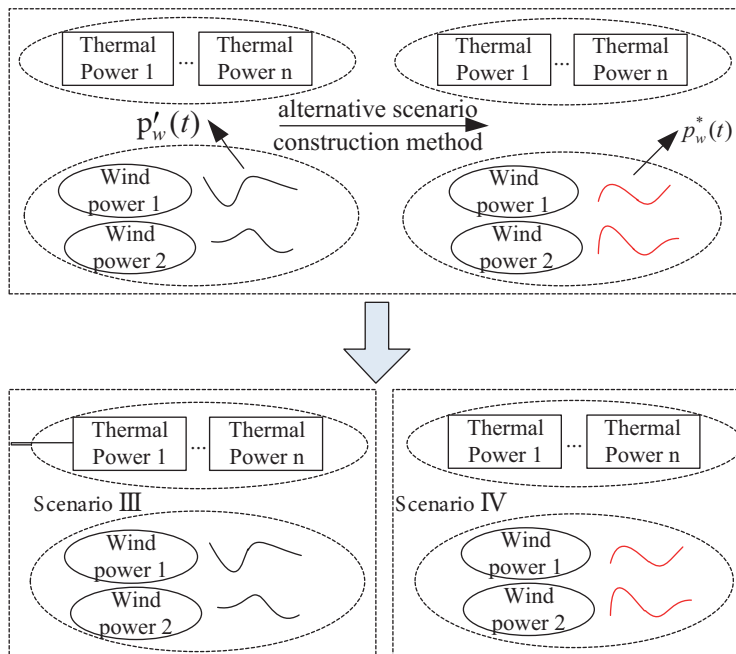 Thermal
Power 1
...
Thermal
Power n
Thermal
Power 1
...
Thermal
Power n
p′w(t)
alternative scenario
construction method
p*w(t)
Wind
power 1
Wind
power 2
Wind
power 1
Wind
power 2
Thermal
Power 1
...
Thermal
Power n
Scenario Ⅲ
Wind
power 1
Wind
power 2
Thermal
Power 1
...
Thermal
Power n
Scenario Ⅳ
Wind
power 1
Wind
power 2